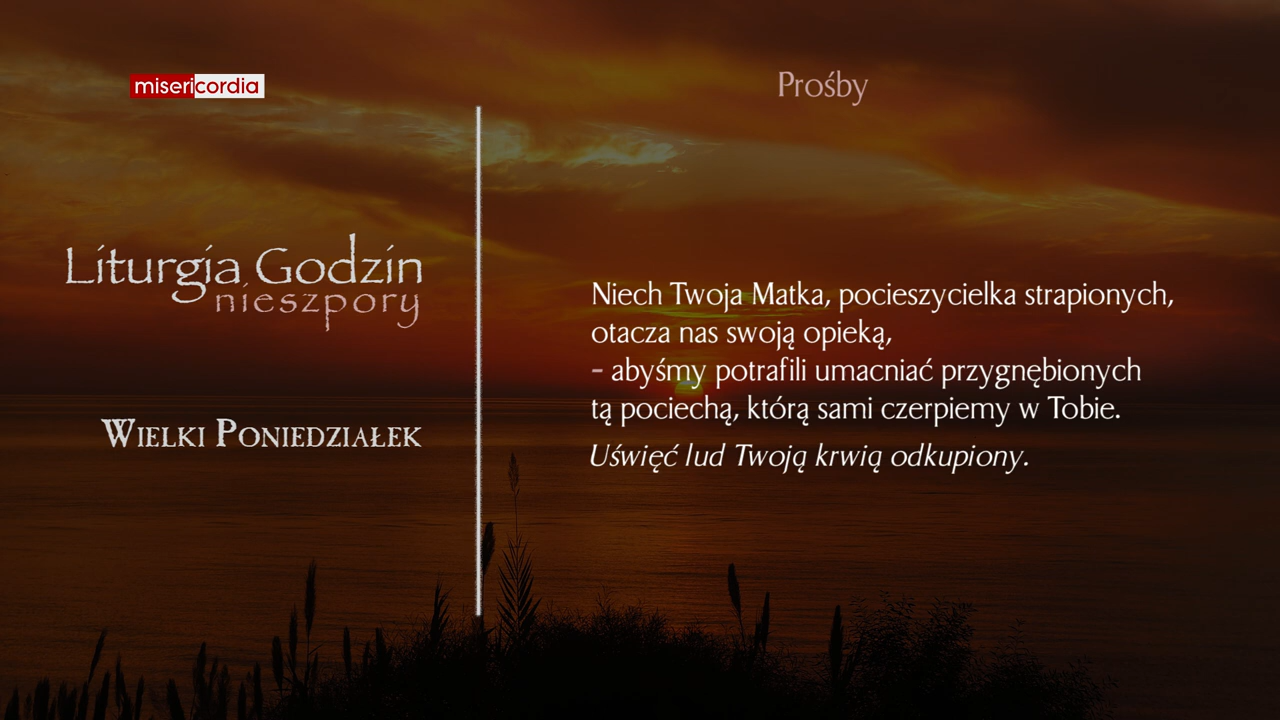 misericordia
Prośby
Liturgia Godzin
nieszpory
Wielki Poniedziałek
Niech Twoja Matka, pocieszycielka strapionych,
otacza nas swoją opieką,
- abyśmy potrafili umacniać przygnębionych
tą pociechą, którą sami czerpiemy w Tobie.
Uświęć lud Twoją krwią odkupiony.